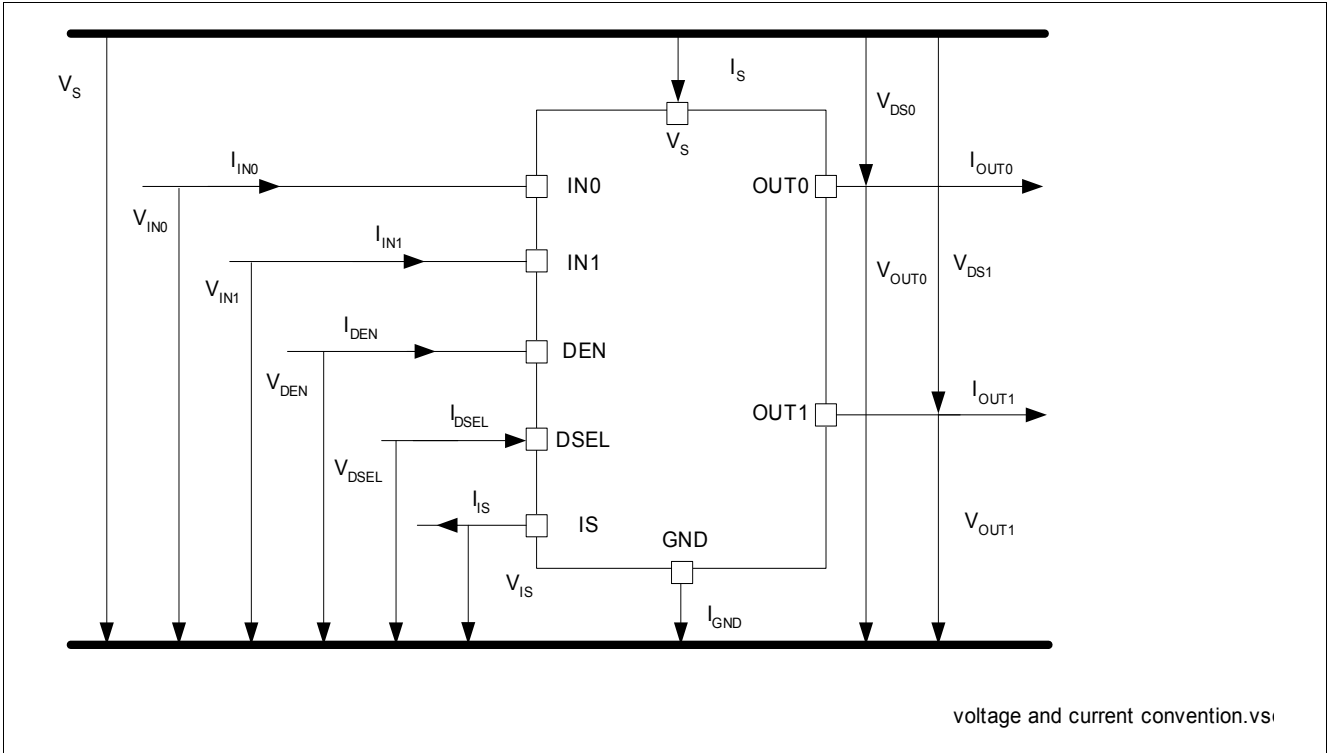 V_S
I_S
V_DS0
V_S
I_IN0
IN0
OUT0
I_OUT0
V_IN0
I_IN1
IN1
V_IN1
V_OUT0
V_DS1
I_DEN
DEN
V_DEN
I_DSEL
DSEL
OUT1
I_OUT1
V_DSEL
I_IS
IS
V_OUT1
GND
V_IS
I_GND
voltage and current convention.vs